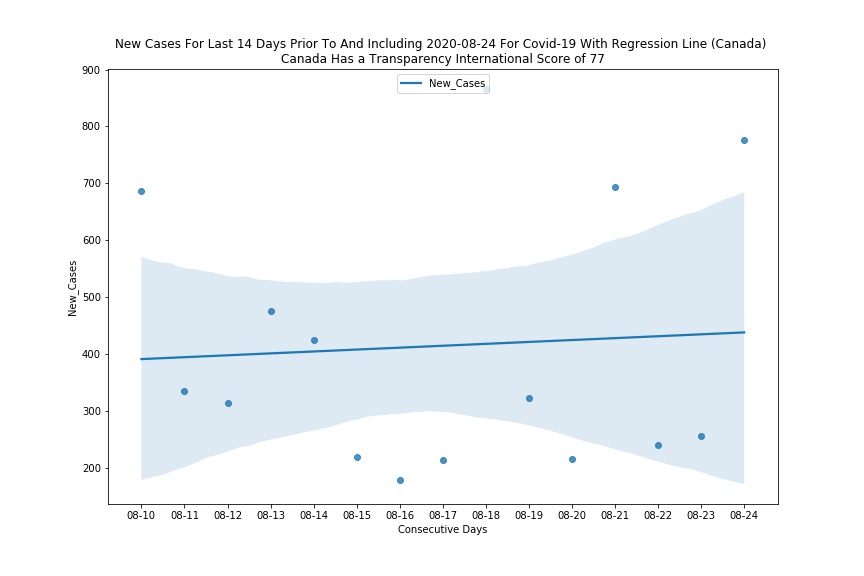 New Cases For Last 14 Days Prior To And Including 2020-08-24 For Covid-19 With Regression Line (Canada)
Canada Has a Transparency International Score of 77
New_Cases
900
800
700
600
500
400
300
200
New_Cases
08-10 08-11 08-12 08-13 08-14 08-15 08-16 08-17 08-18 08-19 08-20 08-21 08-22 08-23 08-24
Consecutive Days